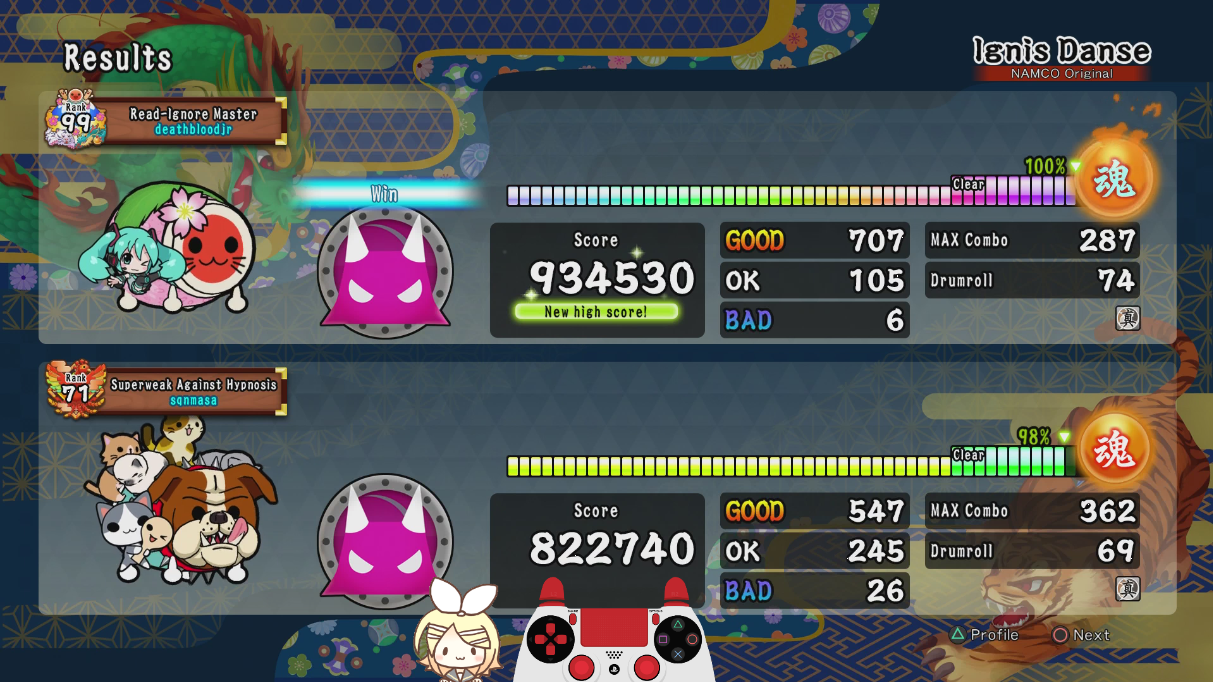 Results
Ignis Danse
NAMCO Original
Rank
99
Read-Ignore Master
deathbloodjr
Win
100%
Clear
魂
Score
934530
New high score!
GOOD 707
OK 105
BAD 6
MAX Combo 287
Drumroll 74
真
Rank
71
Superweak Against Hypnosis
sqnmasa
98%
Clear
魂
Score
822740
GOOD 547
OK 245
BAD 26
MAX Combo 362
Drumroll 69
真
Profile
Next